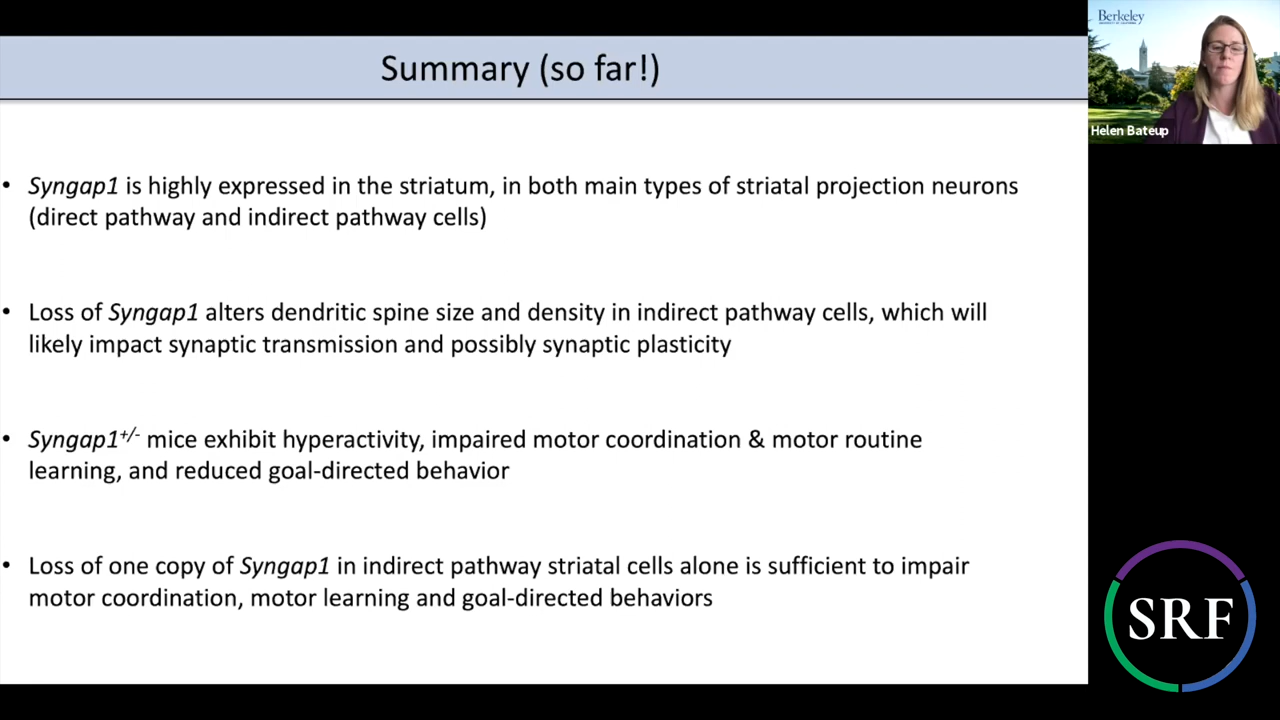 Summary (so far!)
• Syngap1 is highly expressed in the striatum, in both main types of striatal projection neurons
(direct pathway and indirect pathway cells)
• Loss of Syngap1 alters dendritic spine size and density in indirect pathway cells, which will
likely impact synaptic transmission and possibly synaptic plasticity
• Syngap1+/- mice exhibit hyperactivity, impaired motor coordination & motor routine
learning, and reduced goal-directed behavior
• Loss of one copy of Syngap1 in indirect pathway striatal cells alone is sufficient to impair
motor coordination, motor learning and goal-directed behaviors
Berkeley
Helen Bateup
SRF